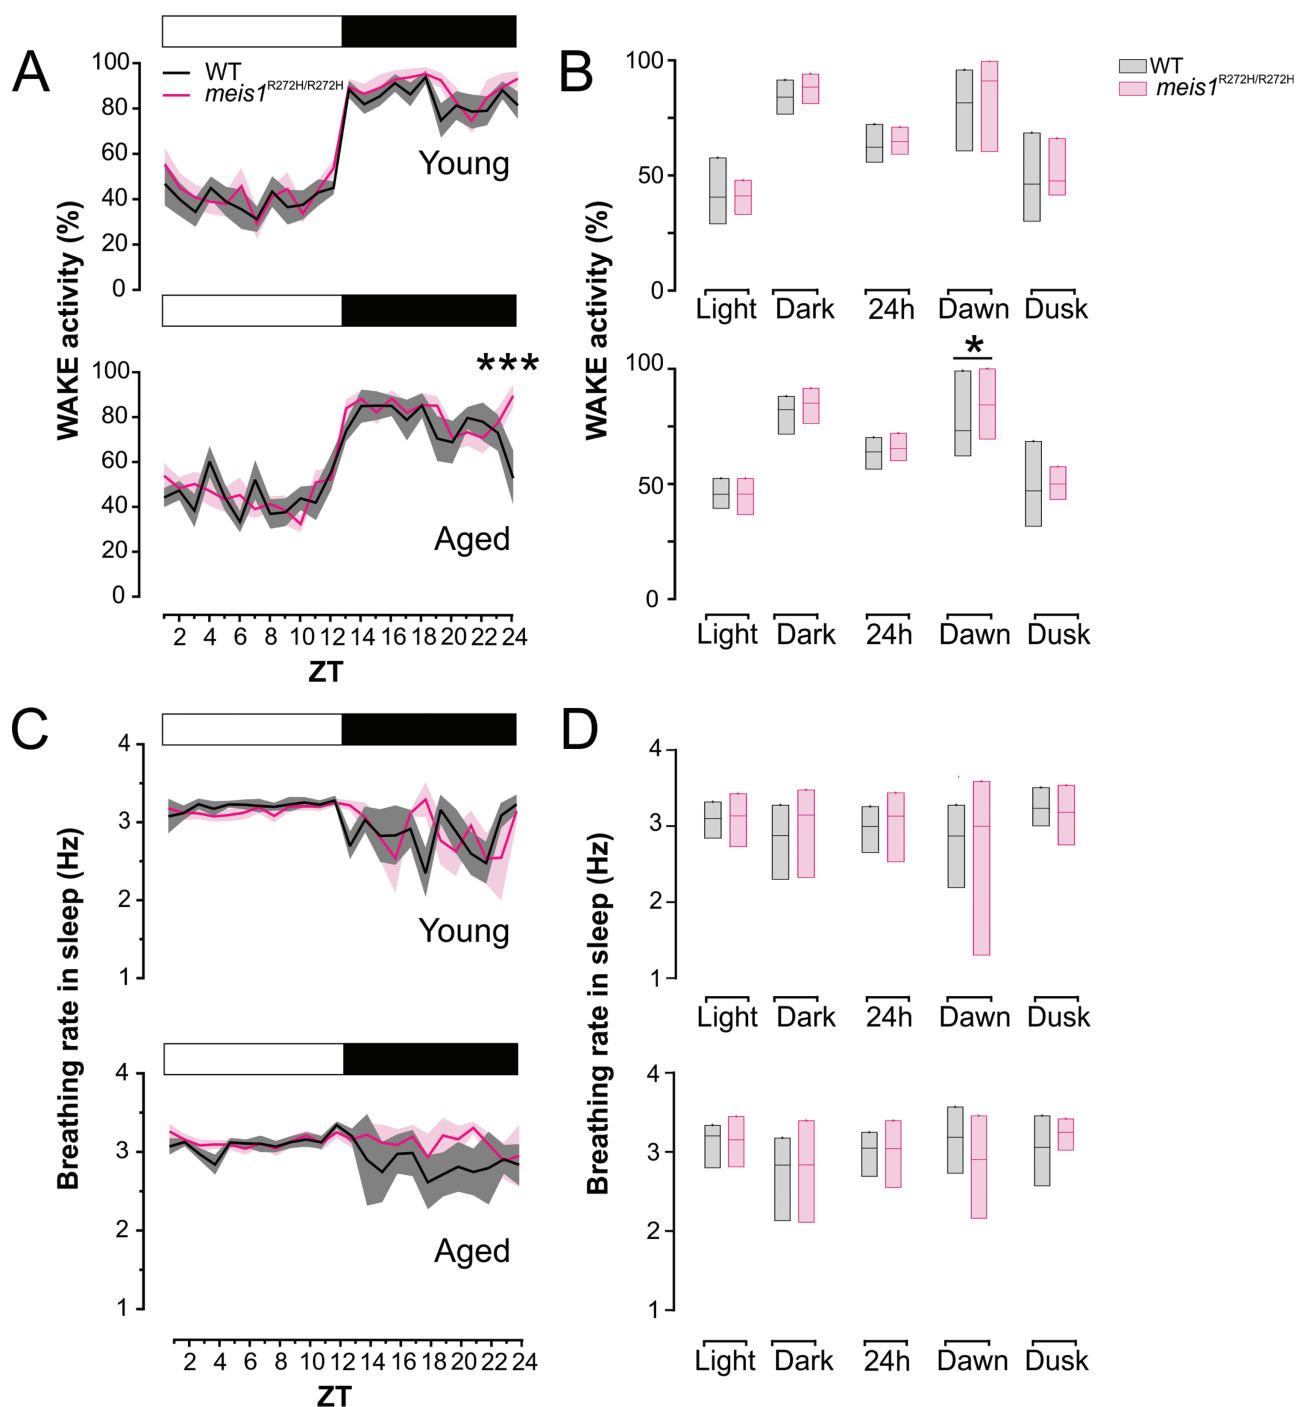 A
WT
meis1R272H/R272H
WAKE activity (%)
100
80
60
40
20
0
Young
***
100
80
60
40
20
0
Aged
2 4 6 8 10 12 14 16 18 20 22 24
ZT
B
WT
meis1R272H/R272H
WAKE activity (%)
100
50
0
Light Dark 24h Dawn Dusk
*
100
50
0
Light Dark 24h Dawn Dusk
C
Breathing rate in sleep (Hz)
4
3
2
1
Young
4
3
2
1
Aged
2 4 6 8 10 12 14 16 18 20 22 24
ZT
D
Breathing rate in sleep (Hz)
4
3
2
1
Light Dark 24h Dawn Dusk
4
3
2
1
Light Dark 24h Dawn Dusk